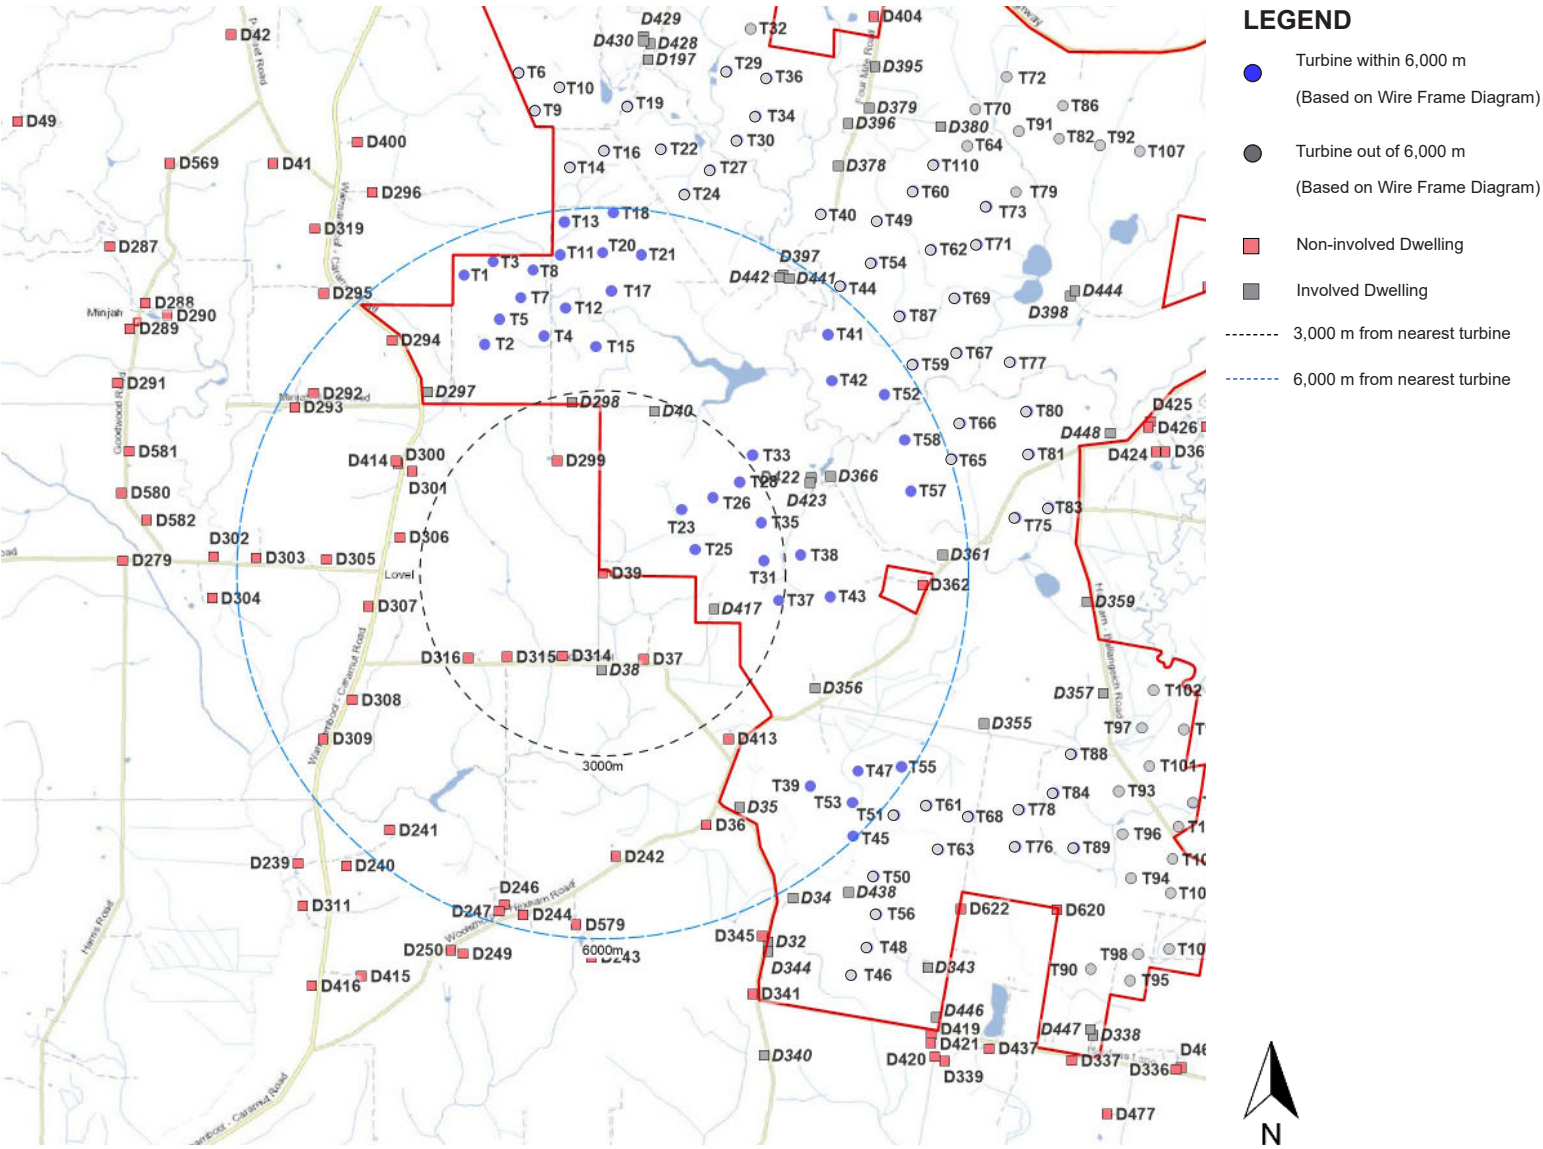 D42
D429
D430
D428
D197
T32
D404
LEGEND
Turbine within 6,000 m
(Based on Wire Frame Diagram)
T6
T10
T9
T19
T29
T36
D395
T72
D49
D400
T34
D379
D396
T70
T86
D380
T91
T82
T92
T107
T64
D569
D41
T16
T22
T30
T14
T27
D378
T110
Turbine out of 6,000 m
(Based on Wire Frame Diagram)
D296
T24
T60
T79
T73
D319
T13
T18
T40
T49
D287
Non-involved Dwelling
T3
T11
T20
T21
D397
T62
T71
T1
T8
D442
D441
T54
D295
T7
T17
T44
D444
Involved Dwelling
D288
D290
Minjah
D289
T12
T69
D398
T5
T87
3,000 m from nearest turbine
D294
T2
T4
T15
T41
T67
T59
T77
6,000 m from nearest turbine
D291
D292
D293
D297
D298
D40
T42
T52
Goodwood Road
T66
T80
D425
D426
D448
D581
D414
D300
D301
D299
T33
T58
T65
T81
D424
D580
D422
D366
T28
D423
T57
T26
D582
T23
T35
T83
T75
D302
D306
D279
D303
D305
T25
T38
D361
Lovel
D39
T31
D304
D362
D307
D417
T37
T43
D359
D316
D315
D314
D37
D38
D308
D356
D357
T102
Warrnambool - Caramut Road
D309
D413
D355
T97
3000m
T47
T55
T88
T101
T39
T53
T84
T93
D35
T51
T61
T68
T78
D241
D36
T45
T96
D239
D240
D242
T63
T76
T89
D246
T50
T94
D311
D247
D244
D34
D438
D579
T56
D622
D620
D345
D32
D250
D249
6000m
D243
T48
T98
D344
D343
T90
T95
D415
D416
T46
D341
D446
D419
D447
D338
D421
D340
D420
D437
D339
D337
D336
Harris Road
D477
N